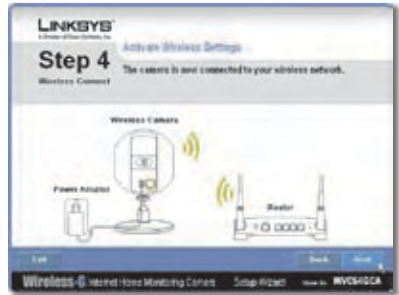 LINKSYS
A Division of Cisco Systems, Inc.
Step 4
Wireless Connect
Activate Wireless Settings
The camera is now connected to your wireless network.
Wireless Camera
Power Adapter
Router
Exit
Back
Next
Wireless-G Internet Home Monitoring Camera
Setup Wizard
Model No.
WVC54GCA